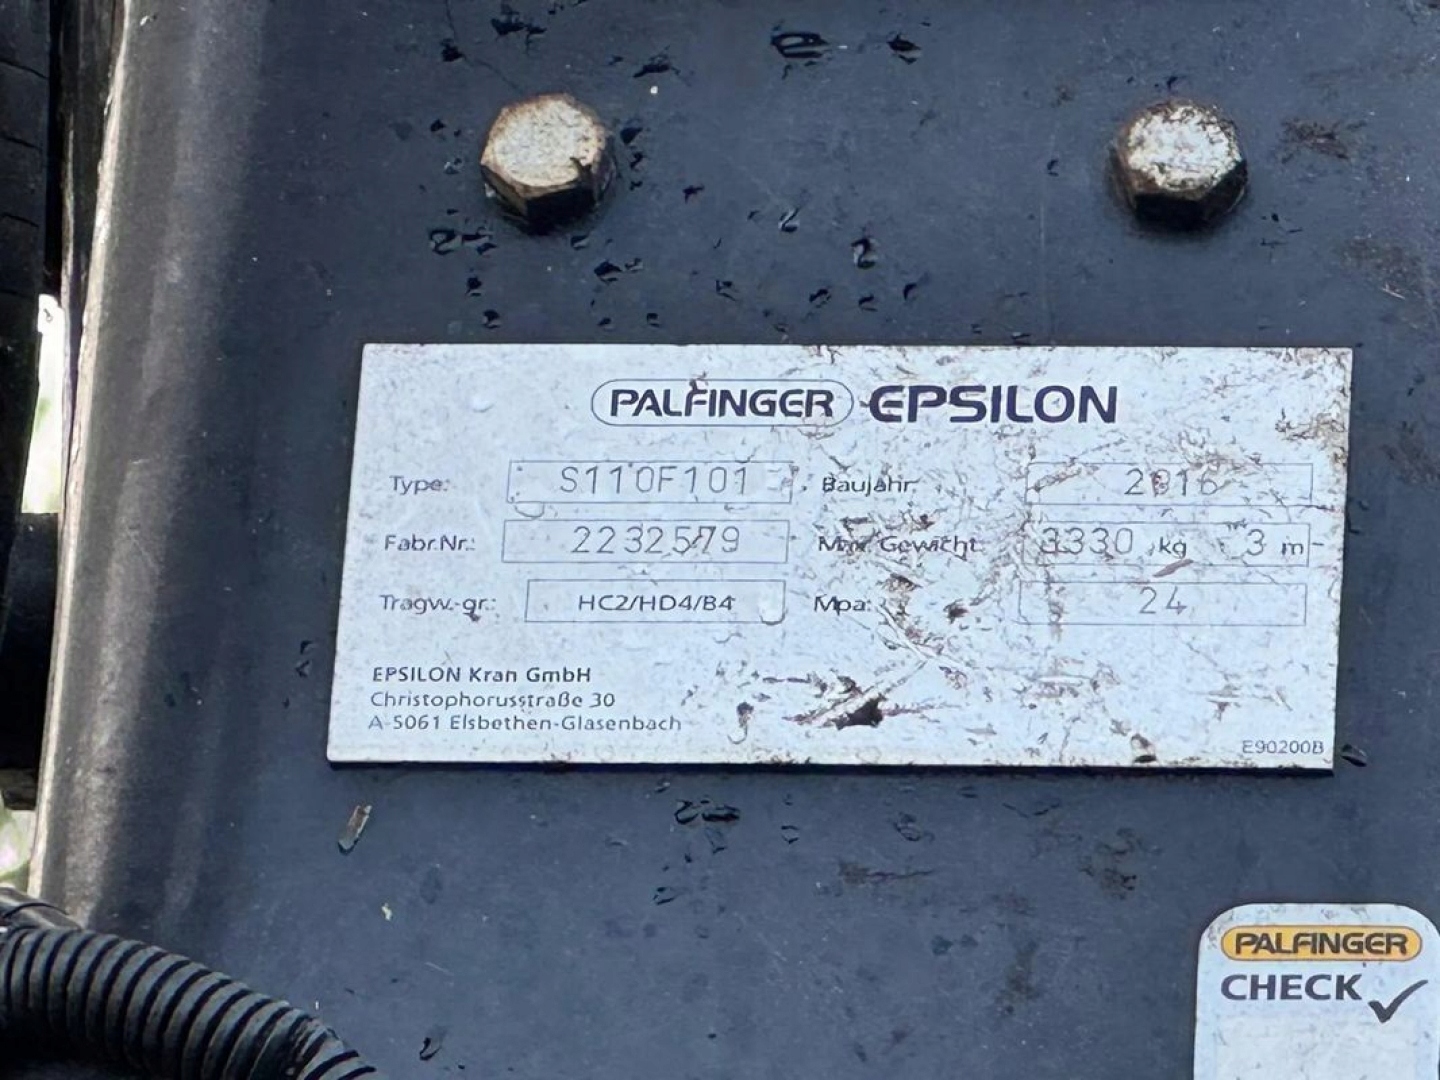 PALFINGER EPSILON
Type: S110F101 Baujahr: 2016
Fabr.Nr.: 2232579 Max. Gewicht: 3330 kg 3 m
Tragw.-gr.: HC2/HD4/B4 Mpa: 24
EPSILON Kran GmbH
Christophorusstraße 30
A-5061 Elsbethen-Glasenbach
E90200B
PALFINGER
CHECK